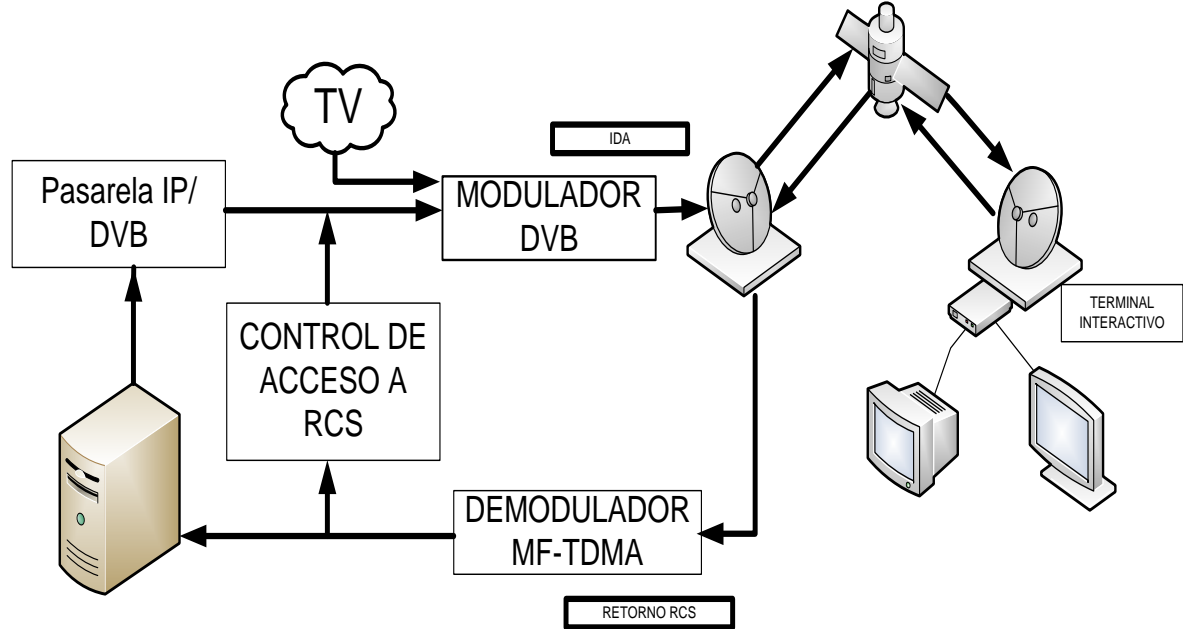 TV
IDA
Pasarela IP/
DVB
MODULADOR
DVB
TERMINAL
INTERACTIVO
CONTROL DE
ACCESO A
RCS
DEMODULADOR
MF-TDMA
RETORNO RCS